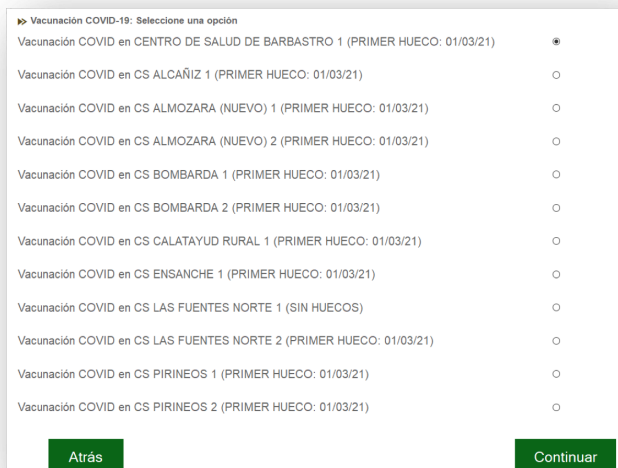 Vacunación COVID-19: Seleccione una opción
Vacunación COVID en CENTRO DE SALUD DE BARBASTRO 1 (PRIMER HUECO: 01/03/21)
Vacunación COVID en CS ALCAÑIZ 1 (PRIMER HUECO: 01/03/21)
Vacunación COVID en CS ALMOZARA (NUEVO) 1 (PRIMER HUECO: 01/03/21)
Vacunación COVID en CS ALMOZARA (NUEVO) 2 (PRIMER HUECO: 01/03/21)
Vacunación COVID en CS BOMBARDA 1 (PRIMER HUECO: 01/03/21)
Vacunación COVID en CS BOMBARDA 2 (PRIMER HUECO: 01/03/21)
Vacunación COVID en CS CALATAYUD RURAL 1 (PRIMER HUECO: 01/03/21)
Vacunación COVID en CS ENSANCHE 1 (PRIMER HUECO: 01/03/21)
Vacunación COVID en CS LAS FUENTES NORTE 1 (SIN HUECOS)
Vacunación COVID en CS LAS FUENTES NORTE 2 (PRIMER HUECO: 01/03/21)
Vacunación COVID en CS PIRINEOS 1 (PRIMER HUECO: 01/03/21)
Vacunación COVID en CS PIRINEOS 2 (PRIMER HUECO: 01/03/21)
Atrás Continuar